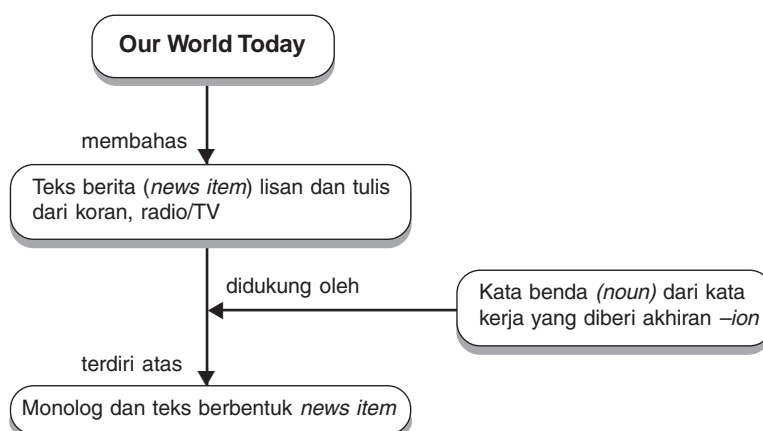 Our World Today
membahas
Teks berita (news item) lisan dan tulis
dari koran, radio/TV
didukung oleh
Kata benda (noun) dari kata
kerja yang diberi akhiran –ion
terdiri atas
Monolog dan teks berbentuk news item